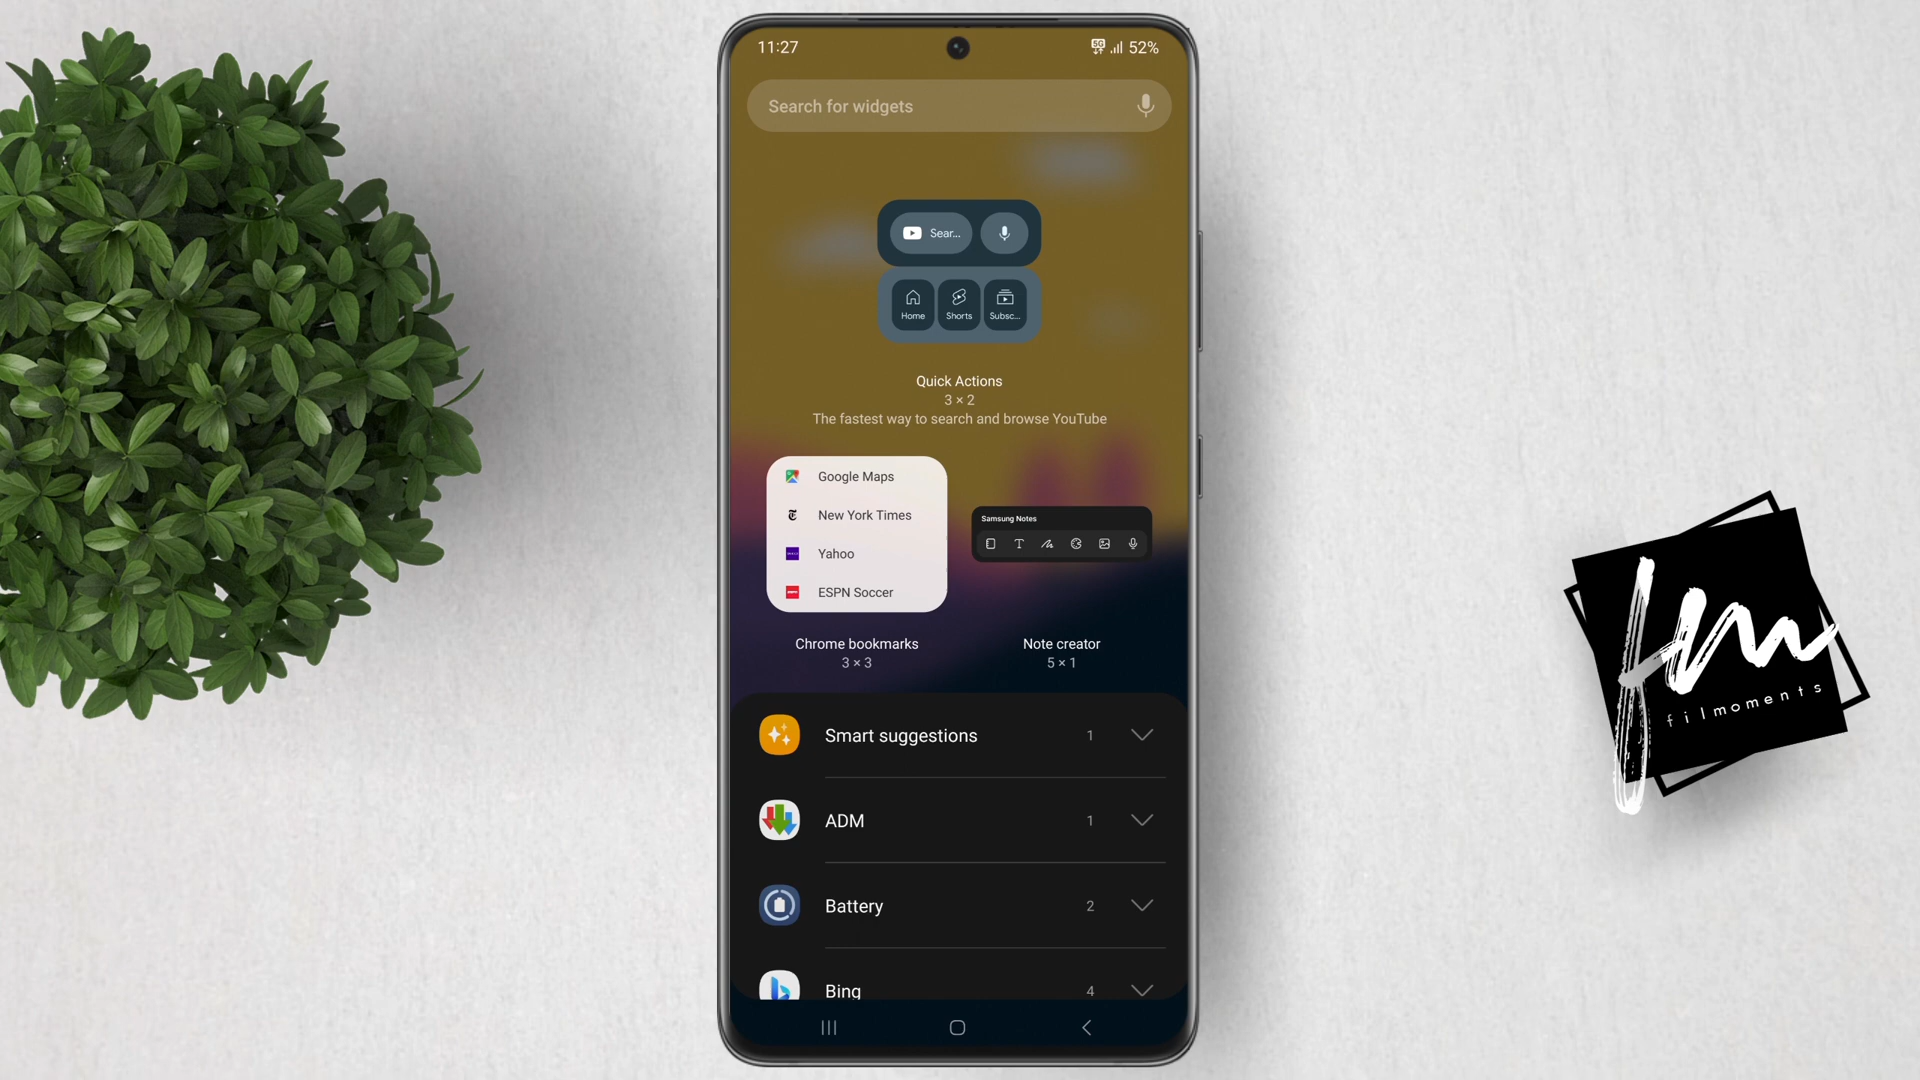 11:27
5G 52%
Search for widgets
Sear...
Home Shorts Subsc...
Quick Actions
3 × 2
The fastest way to search and browse YouTube
Google Maps
New York Times
Yahoo
ESPN Soccer
Chrome bookmarks
3 × 3
Samsung Notes
Note creator
5 × 1
Smart suggestions 1
ADM 1
Battery 2
Bing 4
fm
filmoments